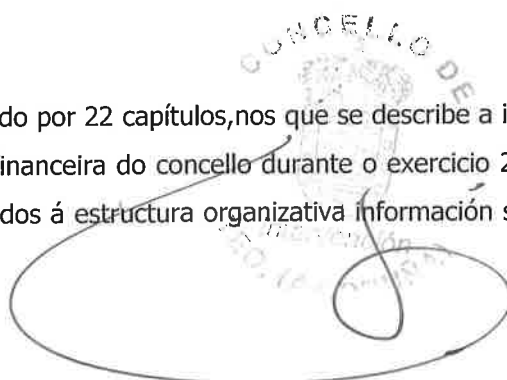 CONCELLO DE
do por 22 capítulos,nos que se describe a i
inanceira do concello durante o exercicio 2
dos á estructura organizativa información s
Intervención